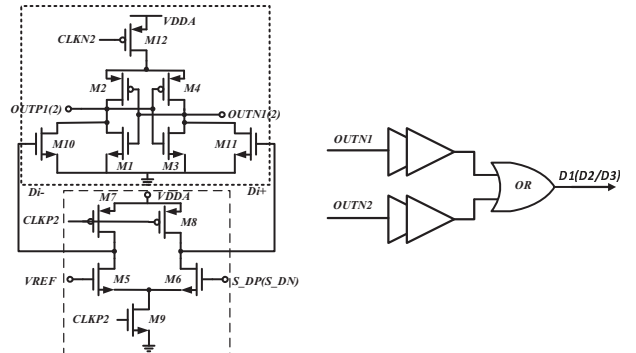 VDDA
CLKN2
M12
M2
M4
OUTP1(2)
OUTN1(2)
M10
M11
M1
M3
Di-
Di+
M7
VDDA
CLKP2
M8
VREF
M5
M6
S_DP(S_DN)
CLKP2
M9
OUTN1
OR
D1(D2/D3)
OUTN2